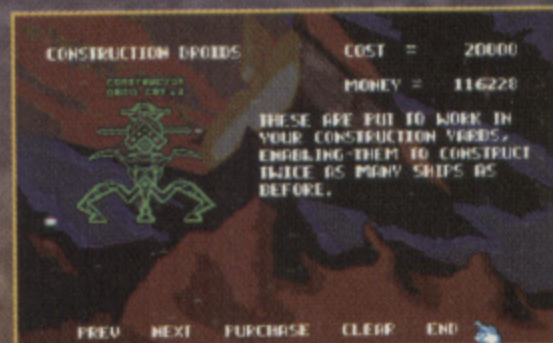 CONSTRUCTION DROIDS
COST = 20000
MONEY = 116228
CONSTRUCTOR
THESE ARE PUT TO WORK IN
YOUR CONSTRUCTION YARDS,
ENABLING THEM TO CONSTRUCT
TWICE AS MANY SHIPS AS
BEFORE.
PREV NEXT PURCHASE CLEAR END